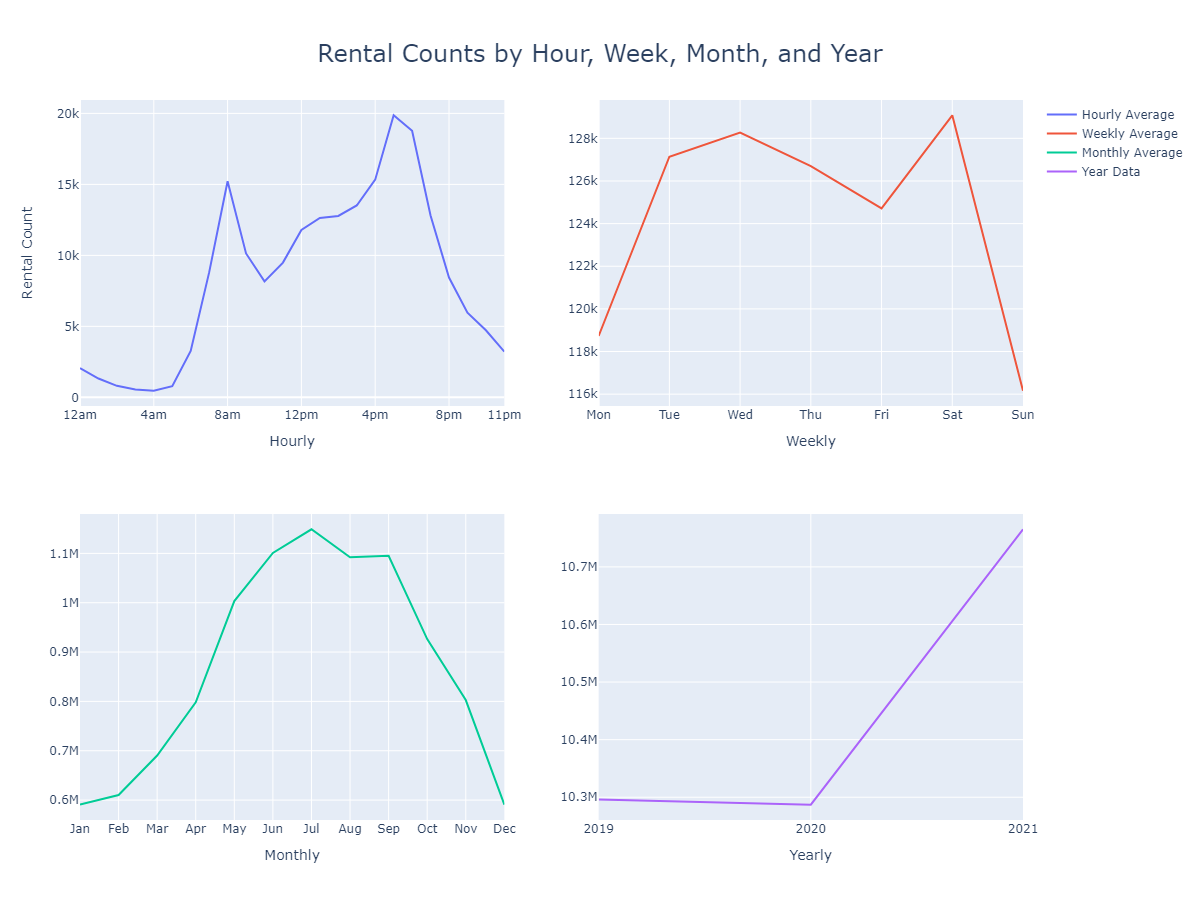 Rental Counts by Hour, Week, Month, and Year
Rental Count
20k
15k
10k
5k
0
12am 4am 8am 12pm 4pm 8pm 11pm
Hourly
128k
126k
124k
122k
120k
118k
116k
Mon Tue Wed Thu Fri Sat Sun
Weekly
Hourly Average
Weekly Average
Monthly Average
Year Data
1.1M
1M
0.9M
0.8M
0.7M
0.6M
Jan Feb Mar Apr May Jun Jul Aug Sep Oct Nov Dec
Monthly
10.7M
10.6M
10.5M
10.4M
10.3M
2019 2020 2021
Yearly